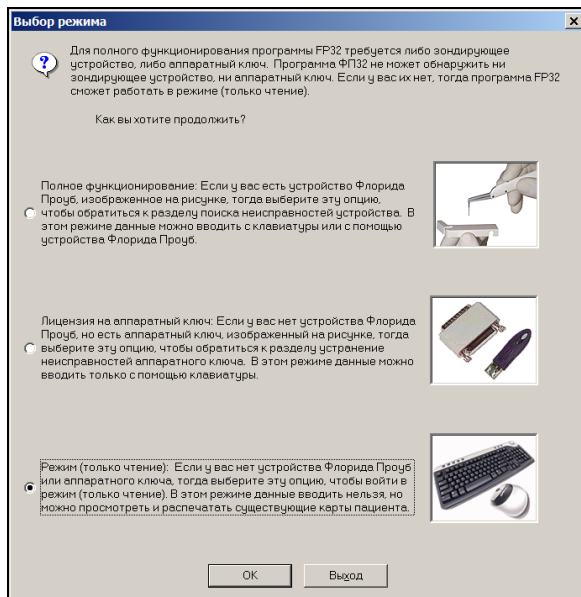 Выбор режима
Для полного функционирования программы FP32 требуется либо зондирующее
устройство, либо аппаратный ключ. Программа ФП32 не может обнаружить ни
зондирующее устройство, ни аппаратный ключ. Если у вас их нет, тогда программа FP32
сможет работать в режиме (только чтение).
Как вы хотите продолжить?
Полное функционирование: Если у вас есть устройство Флорида
Проуб, изображенное на рисунке, тогда выберите эту опцию,
чтобы обратиться к разделу поиска неисправностей устройства. В
этом режиме данные можно вводить с клавиатуры или с помощью
устройства Флорида Проуб.
Лицензия на аппаратный ключ: Если у вас нет устройства Флорида
Проуб, но есть аппаратный ключ, изображенный на рисунке, тогда
выберите эту опцию, чтобы обратиться к разделу устранение
неисправностей аппаратного ключа. В этом режиме данные можно
вводить только с помощью клавиатуры.
Режим (только чтение): Если у вас нет устройства Флорида Проуб
или аппаратного ключа, тогда выберите эту опцию, чтобы войти в
режим (только чтение). В этом режиме данные вводить нельзя, но
можно просмотреть и распечатать существующие карты пациента.
OK
Выход